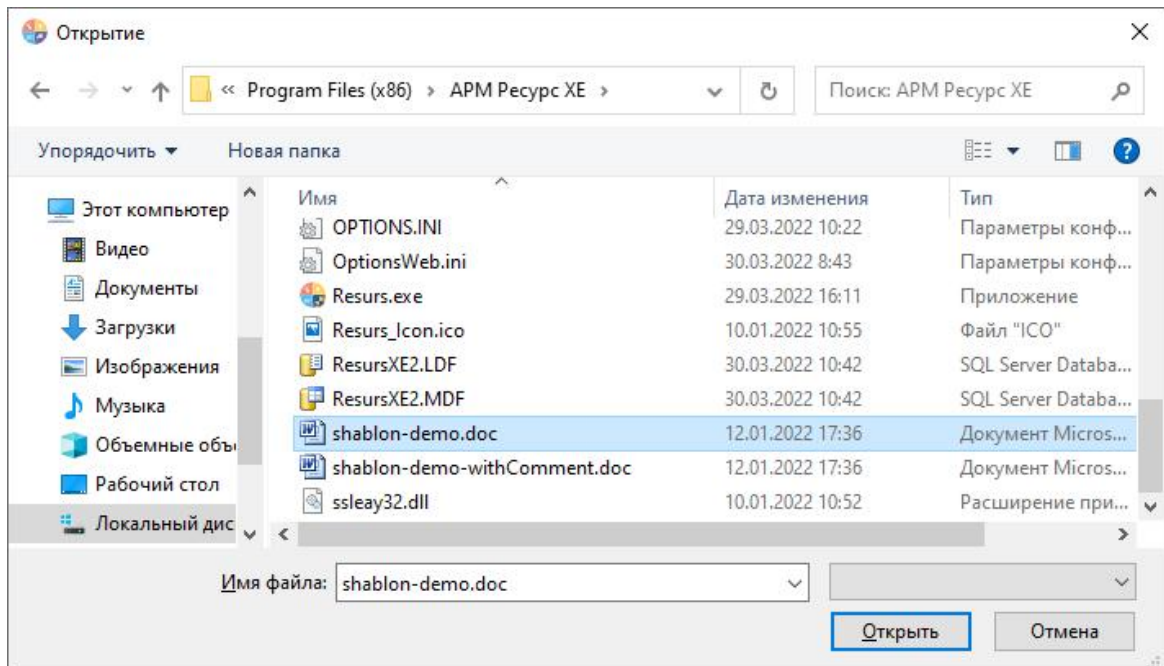 Открытие
« Program Files (x86) › АРМ Ресурс XE ›
Поиск: АРМ Ресурс XE
Упорядочить Новая папка
Имя Дата изменения Тип
Этот компьютер
Видео
Документы
Загрузки
Изображения
Музыка
Объемные объ
Рабочий стол
Локальный дис
OPTIONS.INI 29.03.2022 10:22 Параметры конф...
OptionsWeb.ini 30.03.2022 8:43 Параметры конф...
Resurs.exe 29.03.2022 16:11 Приложение
Resurs_Icon.ico 10.01.2022 10:55 Файл "ICO"
ResursXE2.LDF 30.03.2022 10:42 SQL Server Databa...
ResursXE2.MDF 30.03.2022 10:42 SQL Server Databa...
shablon-demo.doc 12.01.2022 17:36 Документ Micros...
shablon-demo-withComment.doc 12.01.2022 17:36 Документ Micros...
ssleay32.dll 10.01.2022 10:52 Расширение при...
Имя файла: shablon-demo.doc
Открыть Отмена